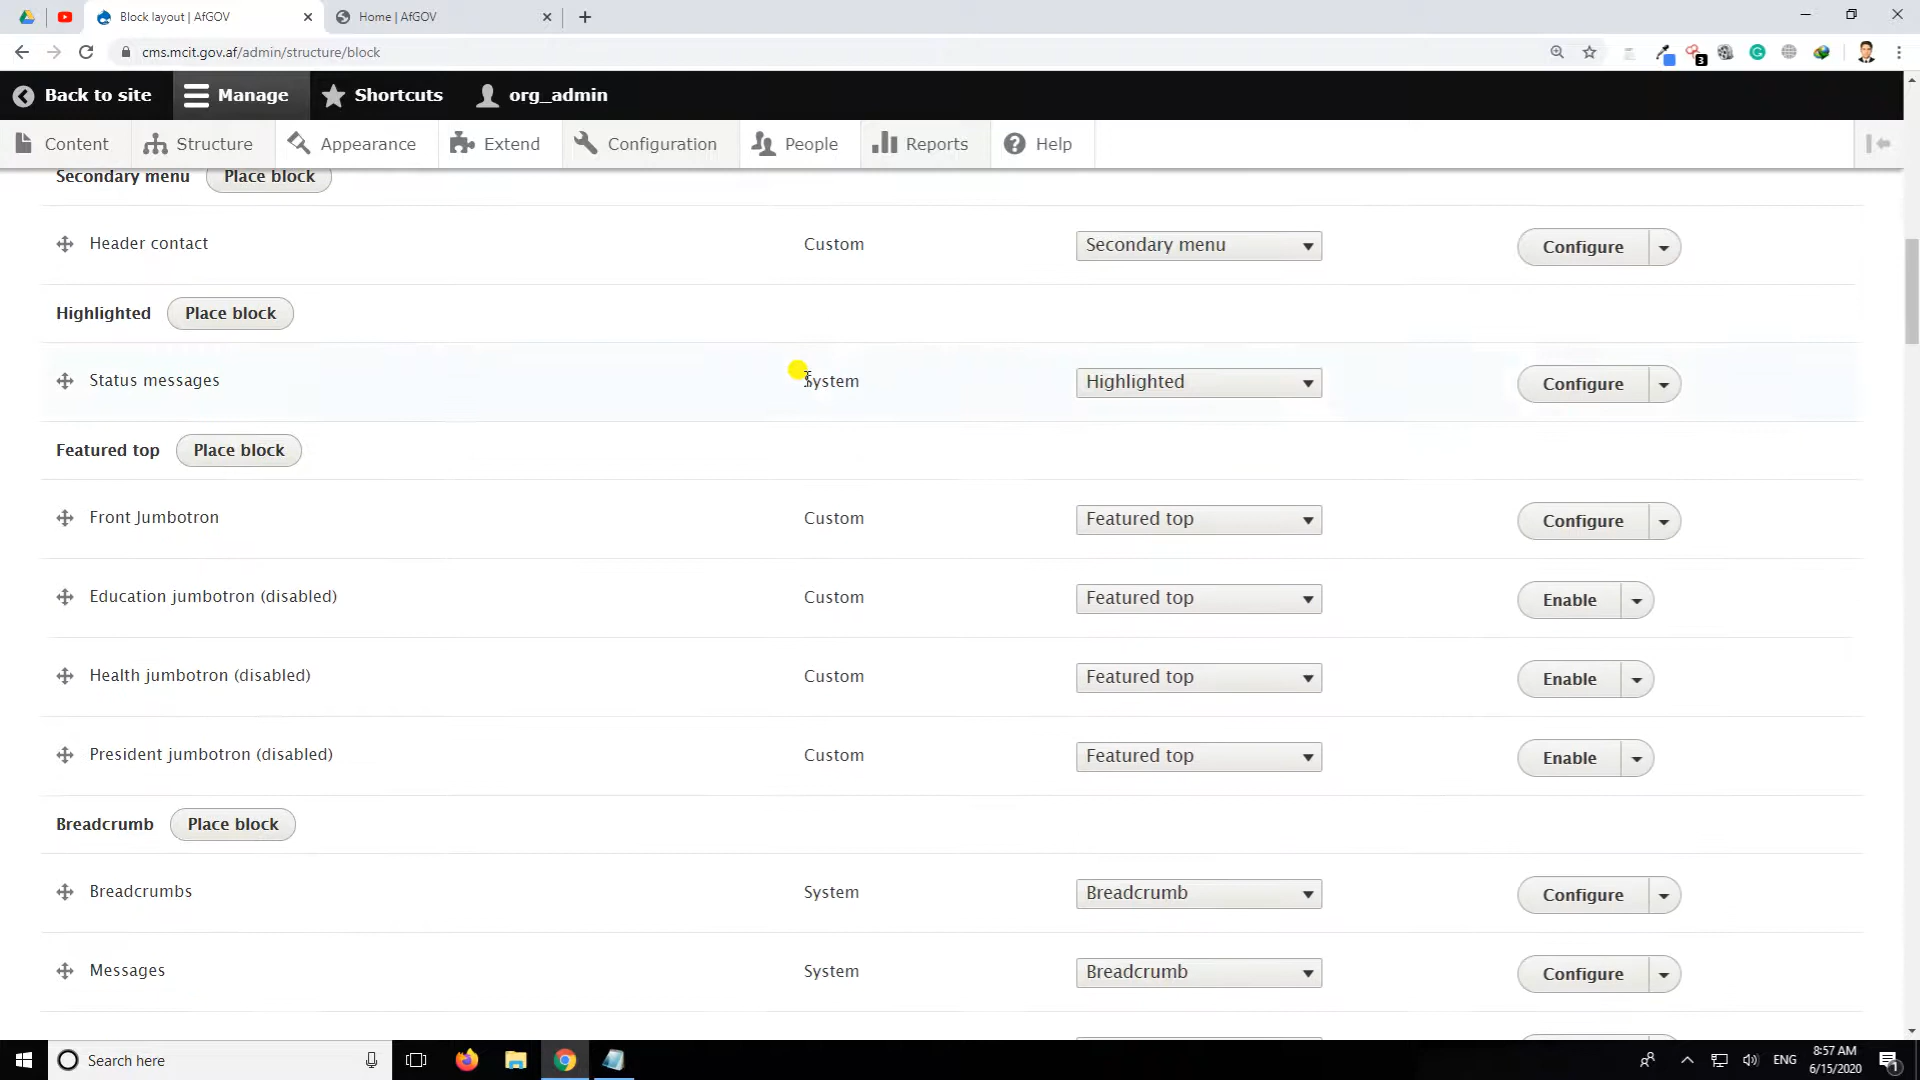 Block layout | AfGOV
Home | AfGOV
cms.mcit.gov.af/admin/structure/block
3
Back to site
Manage
Shortcuts
org_admin
Content
Structure
Appearance
Extend
Configuration
People
Reports
Help
Secondary menu
Place block
Header contact
Custom
Secondary menu
Configure
Highlighted
Place block
Status messages
System
Highlighted
Configure
Featured top
Place block
Front Jumbotron
Custom
Featured top
Configure
Education jumbotron (disabled)
Custom
Featured top
Enable
Health jumbotron (disabled)
Custom
Featured top
Enable
President jumbotron (disabled)
Custom
Featured top
Enable
Breadcrumb
Place block
Breadcrumbs
System
Breadcrumb
Configure
Messages
System
Breadcrumb
Configure
Search here
ENG
8:57 AM
6/15/2020
1